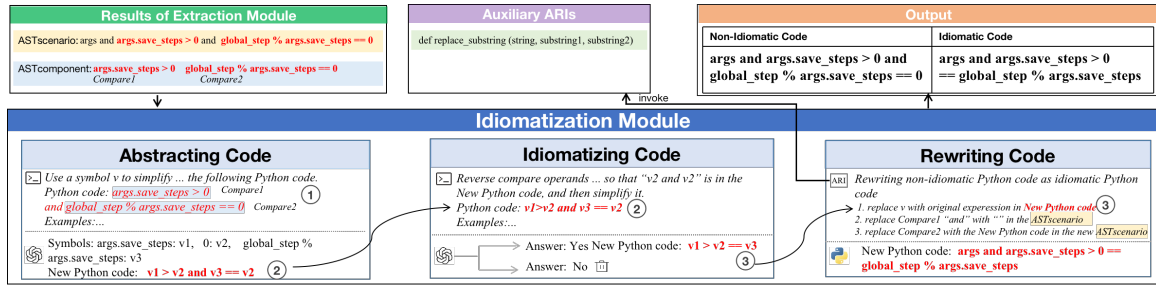 Results of Extraction Module
ASTscenario: args and args.save_steps > 0 and global_step % args.save_steps == 0
ASTcomponent: args.save_steps > 0 global_step % args.save_steps == 0
Compare1 Compare2
Auxiliary ARIs
def replace_substring (string, substring1, substring2)
Output
Non-Idiomatic Code
Idiomatic Code
args and args.save_steps > 0 and
global_step % args.save_steps == 0
args and args.save_steps > 0
== global_step % args.save_steps
invoke
Idiomatization Module
Abstracting Code
Use a symbol v to simplify ... the following Python code.
Python code: args.save_steps > 0 Compare1
and global_step % args.save_steps == 0 Compare2
Examples:...
1
Symbols: args.save_steps: v1, 0: v2, global_step %
args.save_steps: v3
New Python code: v1 > v2 and v3 == v2
2
Idiomatizing Code
Reverse compare operands ... so that “v2 and v2” is in the
New Python code, and then simplify it.
Python code: v1>v2 and v3 == v2 2
Examples:...
Answer: Yes New Python code: v1 > v2 == v3
Answer: No
3
Rewriting Code
ARI
Rewriting non-idiomatic Python code as idiomatic Python
code
1. replace v with original experession in New Python code 3
2. replace Compare1 “and” with “” in the ASTscenario
3. replace Compare2 with the New Python code in the new ASTscenario
New Python code: args and args.save_steps > 0 ==
global_step % args.save_steps